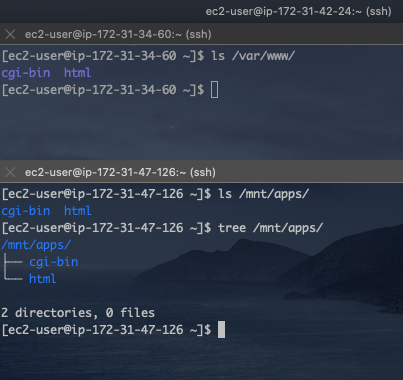 ec2-user@ip-172-31-42-24:~ (ssh)
ec2-user@ip-172-31-34-60:~ (ssh)
[ec2-user@ip-172-31-34-60 ~]$ ls /var/www/
cgi-bin  html
[ec2-user@ip-172-31-34-60 ~]$
ec2-user@ip-172-31-47-126:~ (ssh)
[ec2-user@ip-172-31-47-126 ~]$ ls /mnt/apps/
cgi-bin  html
[ec2-user@ip-172-31-47-126 ~]$ tree /mnt/apps/
/mnt/apps/
├── cgi-bin
└── html
2 directories, 0 files
[ec2-user@ip-172-31-47-126 ~]$